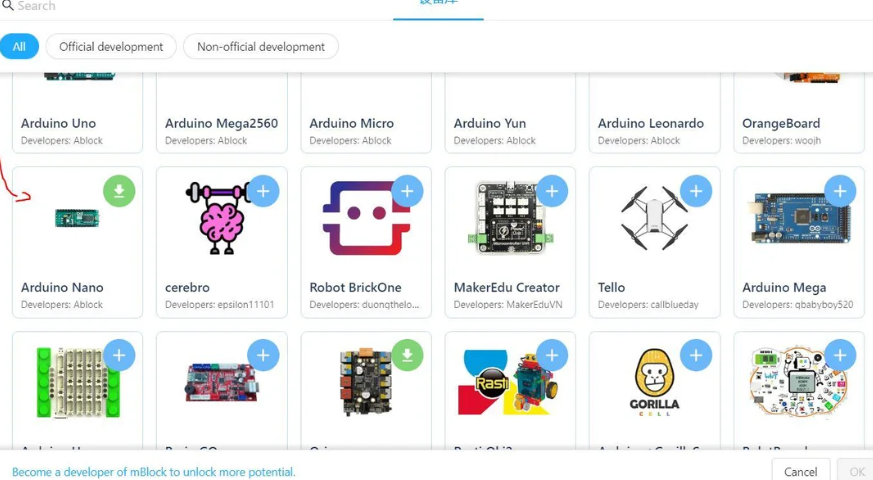 Search
设备库
All
Official development
Non-official development
Arduino Uno
Developers: Ablock
Arduino Mega2560
Developers: Ablock
Arduino Micro
Developers: Ablock
Arduino Yun
Developers: Ablock
Arduino Leonardo
Developers: Ablock
OrangeBoard
Developers: woojh
Arduino Nano
Developers: Ablock
cerebro
Developers: epsilon11101
Robot BrickOne
Developers: duongthelo...
MakerEdu Creator
Developers: MakerEduVN
Tello
Developers: callblueday
Arduino Mega
Developers: qbabyboy520
Rasti
GORILLA
CELL
Become a developer of mBlock to unlock more potential.
Cancel
OK